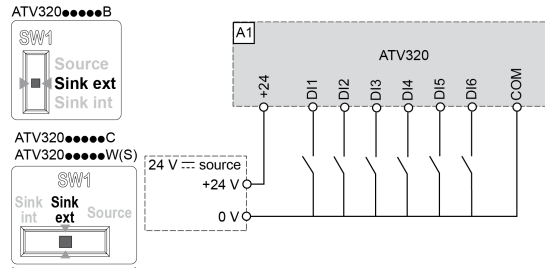 ATV320●●●●●B
SW1
Source
Sink ext
Sink int
ATV320●●●●●C
ATV320●●●●●W(S)
SW1
Sink int
Sink ext
Source
A1
ATV320
+24
DI1
DI2
DI3
DI4
DI5
DI6
COM
24 V ⎓ source
+24 V
0 V